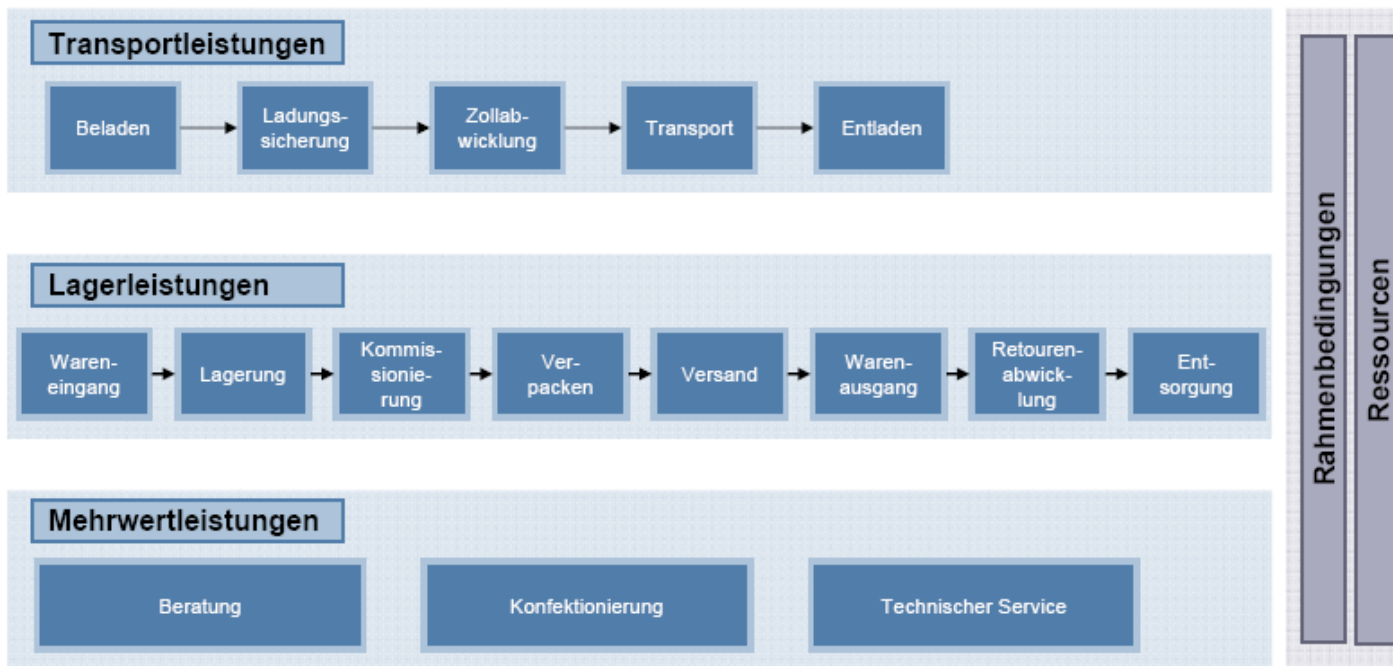 Transportleistungen
Beladen
Ladungs-
sicherung
Zollab-
wicklung
Transport
Entladen
Lagerleistungen
Waren-
eingang
Lagerung
Kommis-
sionie-
rung
Ver-
packen
Versand
Waren-
ausgang
Retouren-
abwick-
lung
Ent-
sorgung
Mehrwertleistungen
Beratung
Konfektionierung
Technischer Service
Rahmenbedingungen
Ressourcen